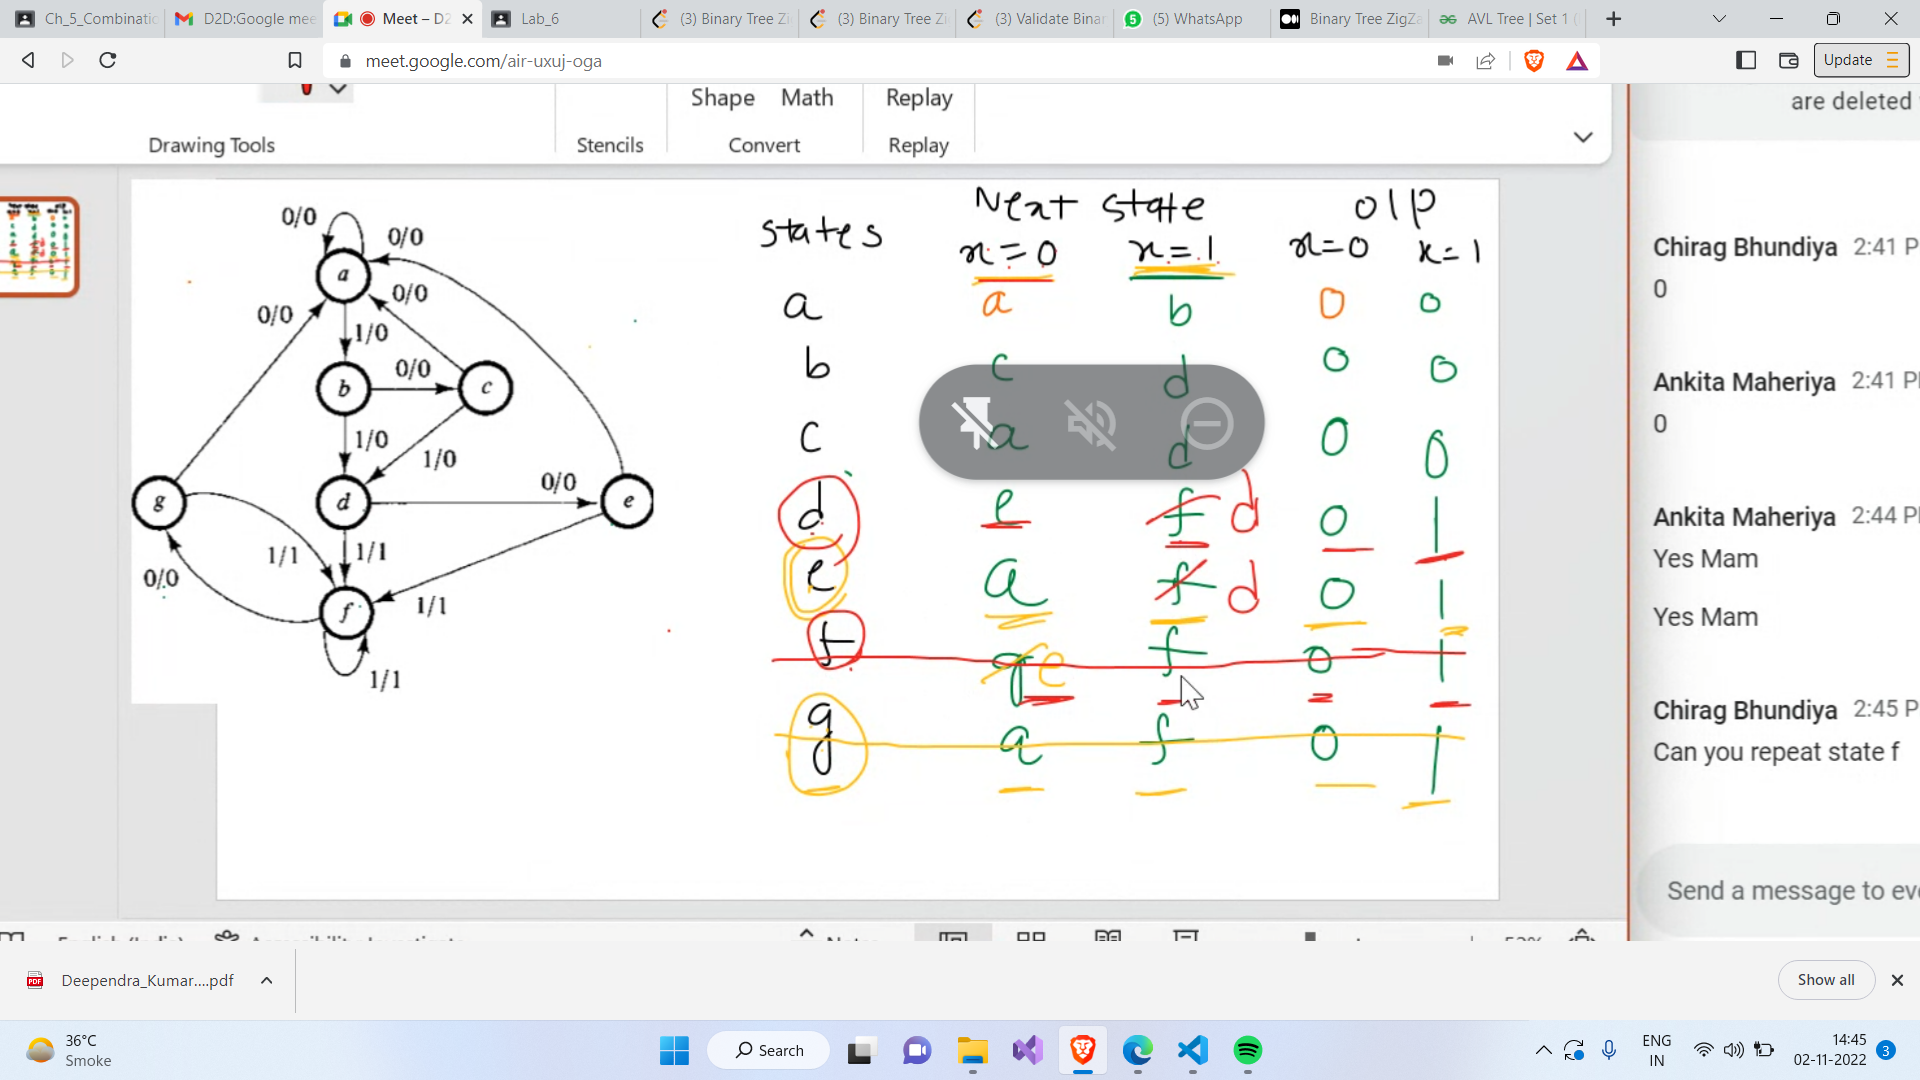 Ch_5_Combinatic
D2D:Google mee
Meet – D2
Lab_6
(3) Binary Tree Zi
(3) Binary Tree Zi
(3) Validate Binar
(5) WhatsApp
Binary Tree ZigZa
AVL Tree | Set 1 (
meet.google.com/air-uxuj-oga
Update
Shape Math Replay
are deleted
Drawing Tools
Stencils
Convert
Replay
states Next state o/p
x=0 x=1 x=0 x=1
a a b 0 0
b c d 0 0
c a d 0 0
d e f d 0 1
e a f d 0 1
f g e f 0 1
g a f 0 1
0/0
0/0
a
0/0
0/0
1/0
b
0/0
c
1/0
1/0
g
d
0/0
e
1/1
1/1
0/0
f
1/1
1/1
Chirag Bhundiya 2:41 P
0
Ankita Maheriya 2:41 P
0
Ankita Maheriya 2:44 P
Yes Mam
Yes Mam
Chirag Bhundiya 2:45 P
Can you repeat state f
Send a message to eve
Deependra_Kumar....pdf
Show all
36°C
Smoke
Search
ENG
IN
14:45
02-11-2022
3